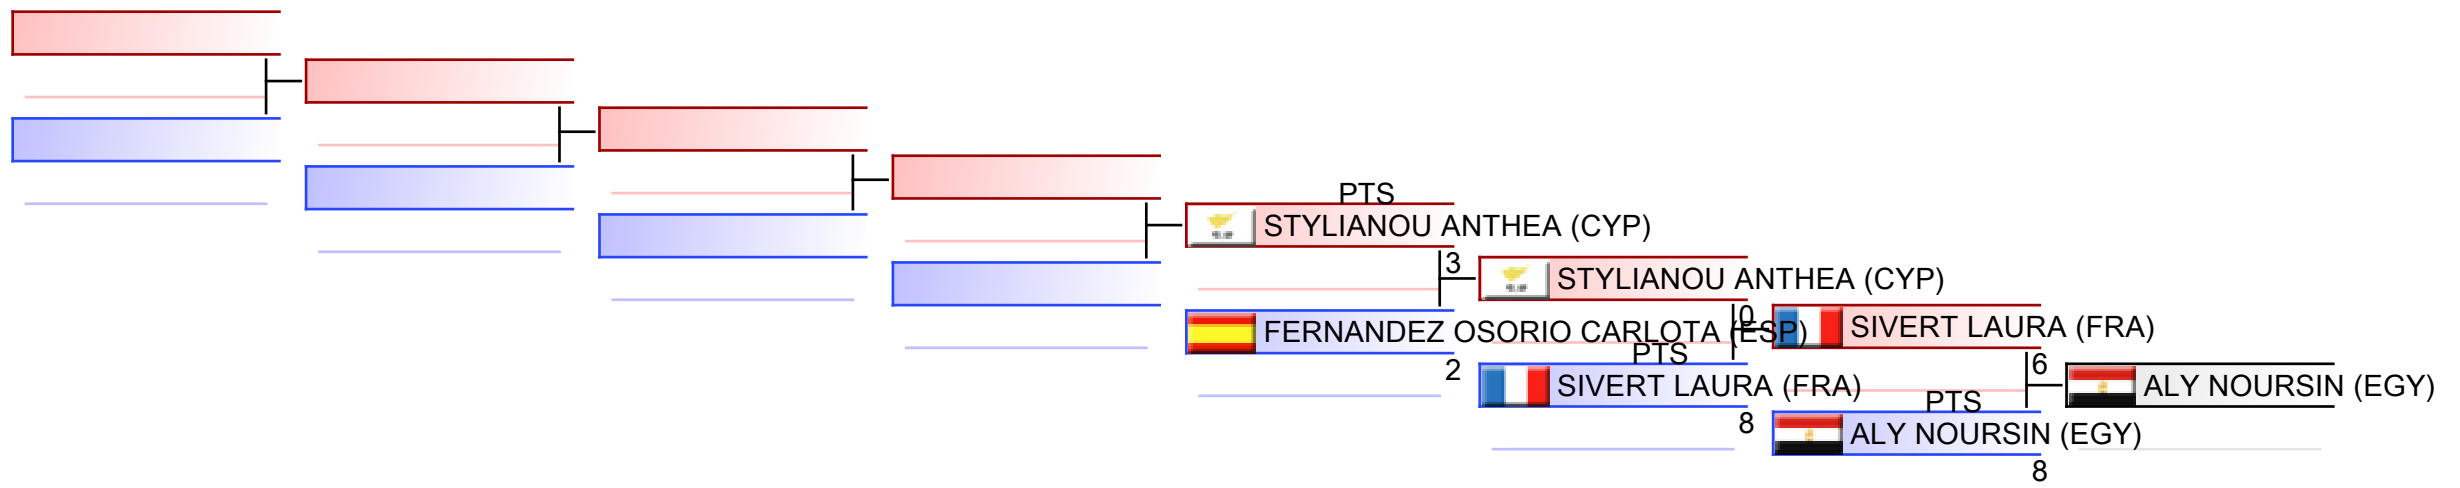 PTS
STYLIANOU ANTHEA (CYP)
3
FERNANDEZ OSORIO CARLOTA (ESP)
2
STYLIANOU ANTHEA (CYP)
0
PTS
SIVERT LAURA (FRA)
8
SIVERT LAURA (FRA)
6
PTS
ALY NOURSIN (EGY)
8
ALY NOURSIN (EGY)